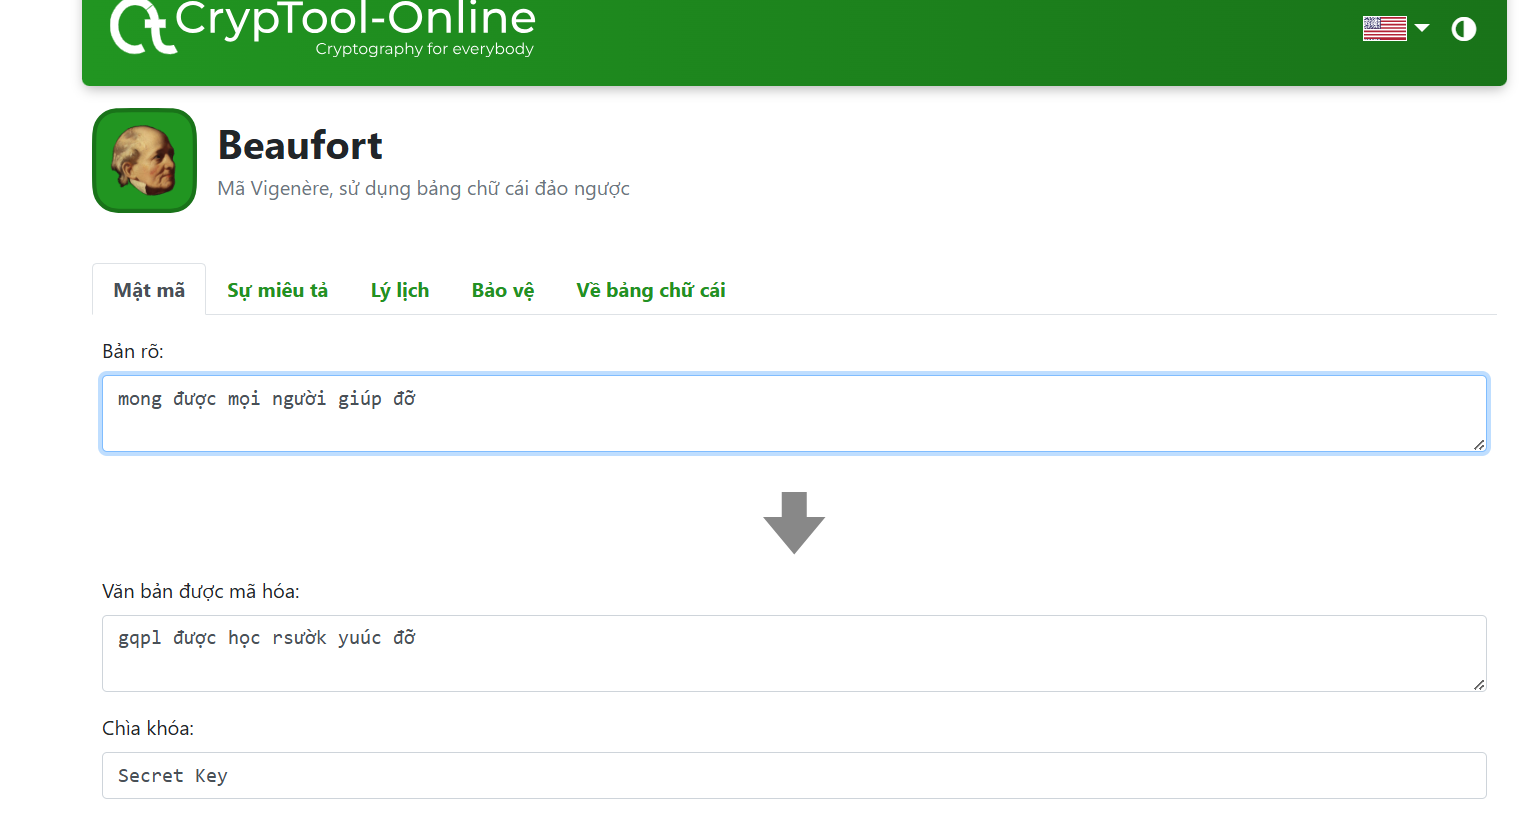 CrypTool-Online
Cryptography for everybody
Beaufort
Mã Vigenère, sử dụng bảng chữ cái đảo ngược
Mật mã Sự miêu tả Lý lịch Bảo vệ Về bảng chữ cái
Bản rõ:
mong được mọi người giúp đỡ
Văn bản được mã hóa:
gqpl được học rsườk yuúc đỡ
Chìa khóa:
Secret Key